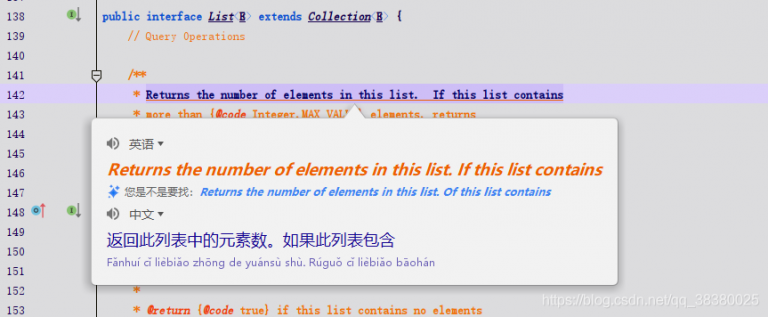 138 public interface List<E> extends Collection<E> {
139 // Query Operations
140
141 /**
142 * Returns the number of elements in this list.  If this list contains
143 * more than {@code Integer.MAX_VALUE} elements, returns
144
145
146
147
148
149
150
151
152 *
153 * @return {@code true} if this list contains no elements
英语
Returns the number of elements in this list. If this list contains
您是不是要找： Returns the number of elements in this list. Of this list contains
中文
返回此列表中的元素数。如果此列表包含
Fǎnhuí cǐ lièbiǎo zhōng de yuánsù shù. Rúguǒ cǐ lièbiǎo bāohán
https://blog.csdn.net/qq_38380025